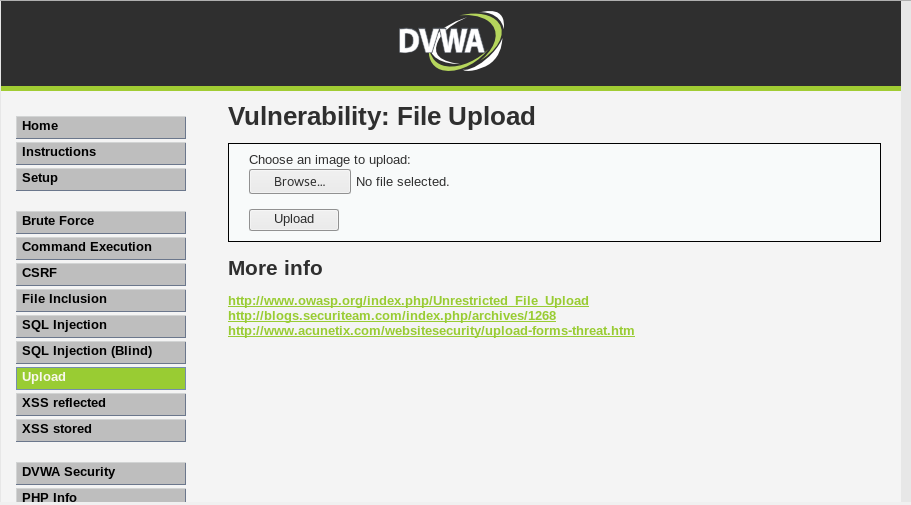 DVWA
Home
Instructions
Setup
Brute Force
Command Execution
CSRF
File Inclusion
SQL Injection
SQL Injection (Blind)
Upload
XSS reflected
XSS stored
DVWA Security
PHP Info
Vulnerability: File Upload
Choose an image to upload:
Browse... No file selected.
Upload
More info
http://www.owasp.org/index.php/Unrestricted_File_Upload
http://blogs.securiteam.com/index.php/archives/1268
http://www.acunetix.com/websitesecurity/upload-forms-threat.htm